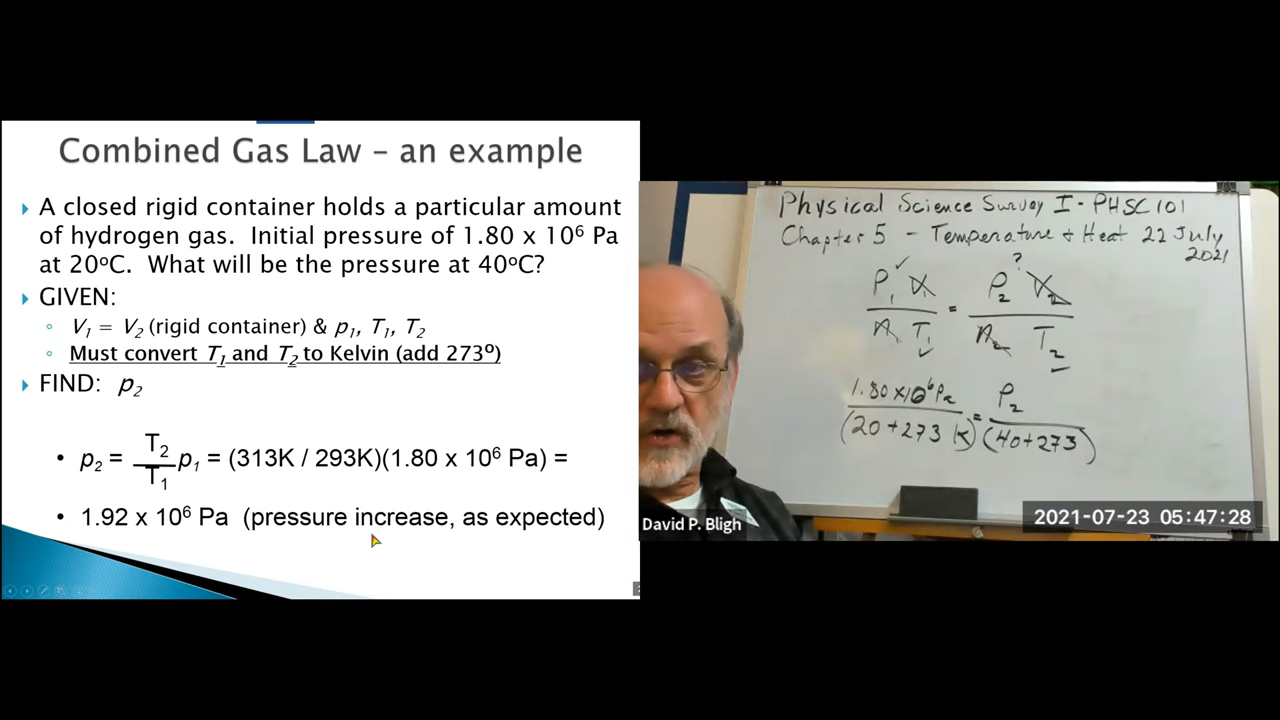 Combined Gas Law – an example
A closed rigid container holds a particular amount
of hydrogen gas. Initial pressure of 1.80 x 10⁶ Pa
at 20ºC. What will be the pressure at 40ºC?
GIVEN:
V₁ = V₂ (rigid container) & p₁, T₁, T₂
Must convert T₁ and T₂ to Kelvin (add 273º)
FIND: p₂
p₂ = T₂/T₁ p₁ = (313K / 293K)(1.80 x 10⁶ Pa) =
1.92 x 10⁶ Pa (pressure increase, as expected)
Physical Science Survey I - PHSC 101
Chapter 5 - Temperature + Heat 22 July
2021
P₁ V₁ = P₂ ? V₂
n₁ T₁ n₂ T₂
1.80 x 10⁶ Pa = P₂
(20 + 273 K) (40 + 273)
David P. Bligh
2021-07-23 05:47:28